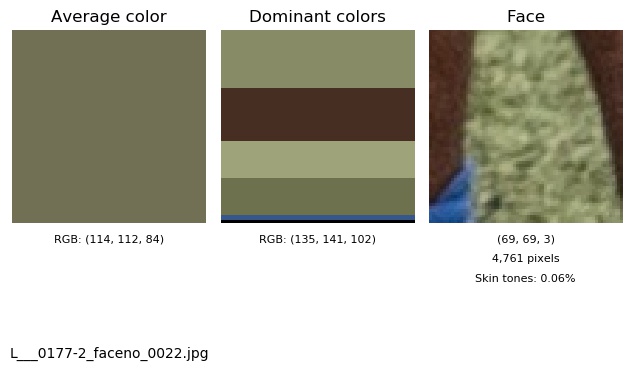 Average color
Dominant colors
Face
RGB: (114, 112, 84)
RGB: (135, 141, 102)
(69, 69, 3)
4,761 pixels
Skin tones: 0.06%
L___0177-2_faceno_0022.jpg